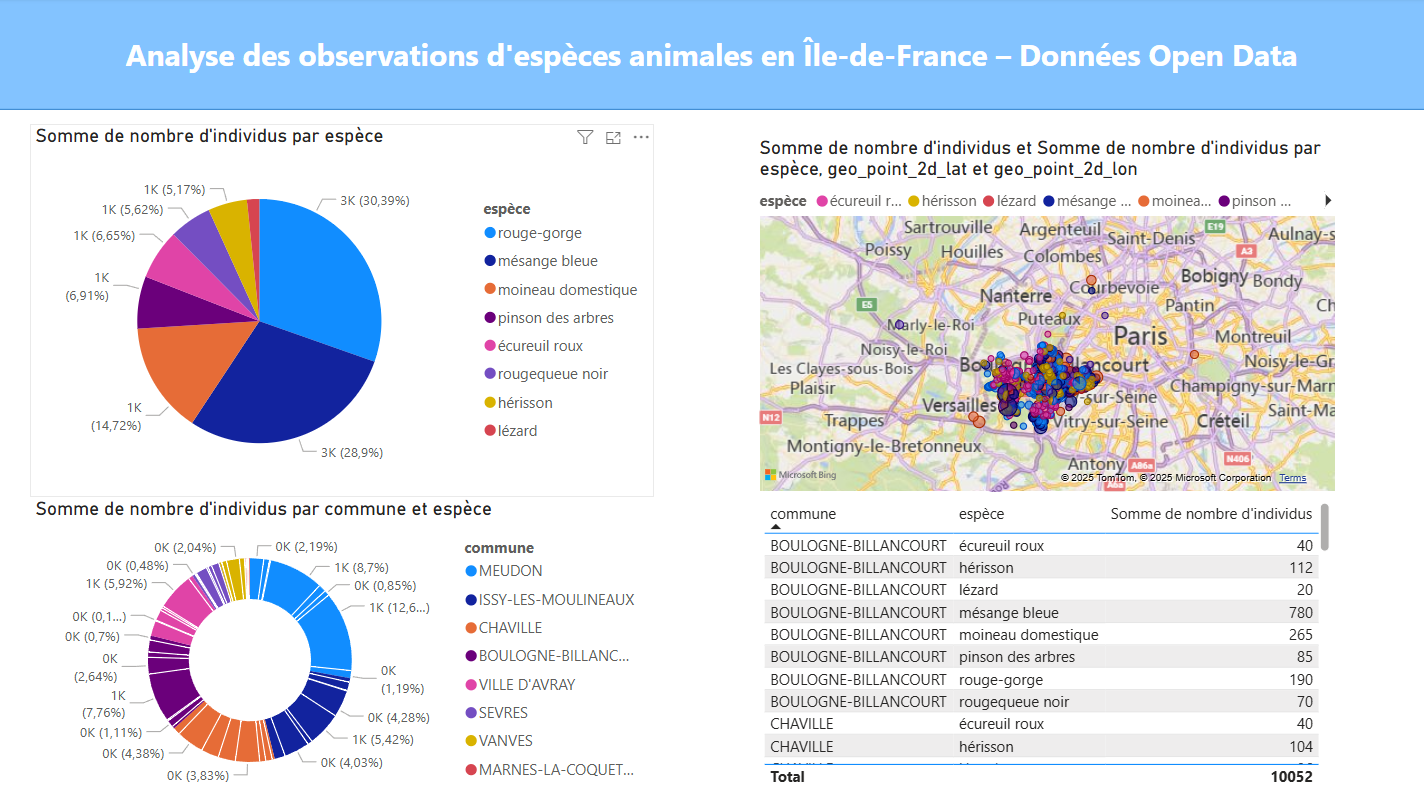 Analyse des observations d'espèces animales en Île-de-France – Données Open Data
Somme de nombre d'individus par espèce
1K (5,17%)
1K (5,62%)
1K (6,65%)
1K
(6,91%)
1K
(14,72%)
3K (28,9%)
3K (30,39%)
espèce
rouge-gorge
mésange bleue
moineau domestique
pinson des arbres
écureuil roux
rougequeue noir
hérisson
lézard
Somme de nombre d'individus par commune et espèce
0K (2,04%)
0K (0,48%)
1K (5,92%)
0K (0,1...)
0K (0,7%)
0K
(2,64%)
1K
(7,76%)
0K (1,11%)
0K (4,38%)
0K (3,83%)
0K (2,19%)
1K (8,7%)
0K (0,85%)
1K (12,6...)
0K
(1,19%)
0K (4,28%)
1K (5,42%)
0K (4,03%)
commune
MEUDON
ISSY-LES-MOULINEAUX
CHAVILLE
BOULOGNE-BILLANC...
VILLE D'AVRAY
SEVRES
VANVES
MARNES-LA-COQUET...
Somme de nombre d'individus et Somme de nombre d'individus par
espèce, geo_point_2d_lat et geo_point_2d_lon
espèce écureuil r... hérisson lézard mésange ... moinea... pinson ...
Sartrouville
Argenteuil
E19
Saint-Denis
Aulnay-s
Poissy
Houilles
Colombes
A3
Bobigny
Bondy
Nanterre
Courbevoie
E5
Pantin
Ch
Marly-le-Roi
Puteaux
Paris
Montreuil
Noisy-le-Roi
Noisy-le-Gr
Les Clayes-sous-Bois
Bo
ncourt
Plaisir
Champigny-sur-Marn
-sur-Seine
Versailles
Saint-Ma
N12
Trappes
Vitry-sur-Seine
Créteil
Montigny-le-Bretonneux
N406
Antony
A86a
Microsoft Bing
© 2025 TomTom, © 2025 Microsoft Corporation Terms
commune espèce Somme de nombre d'individus
BOULOGNE-BILLANCOURT écureuil roux 40
BOULOGNE-BILLANCOURT hérisson 112
BOULOGNE-BILLANCOURT lézard 20
BOULOGNE-BILLANCOURT mésange bleue 780
BOULOGNE-BILLANCOURT moineau domestique 265
BOULOGNE-BILLANCOURT pinson des arbres 85
BOULOGNE-BILLANCOURT rouge-gorge 190
BOULOGNE-BILLANCOURT rougequeue noir 70
CHAVILLE écureuil roux 40
CHAVILLE hérisson 104
Total 10052